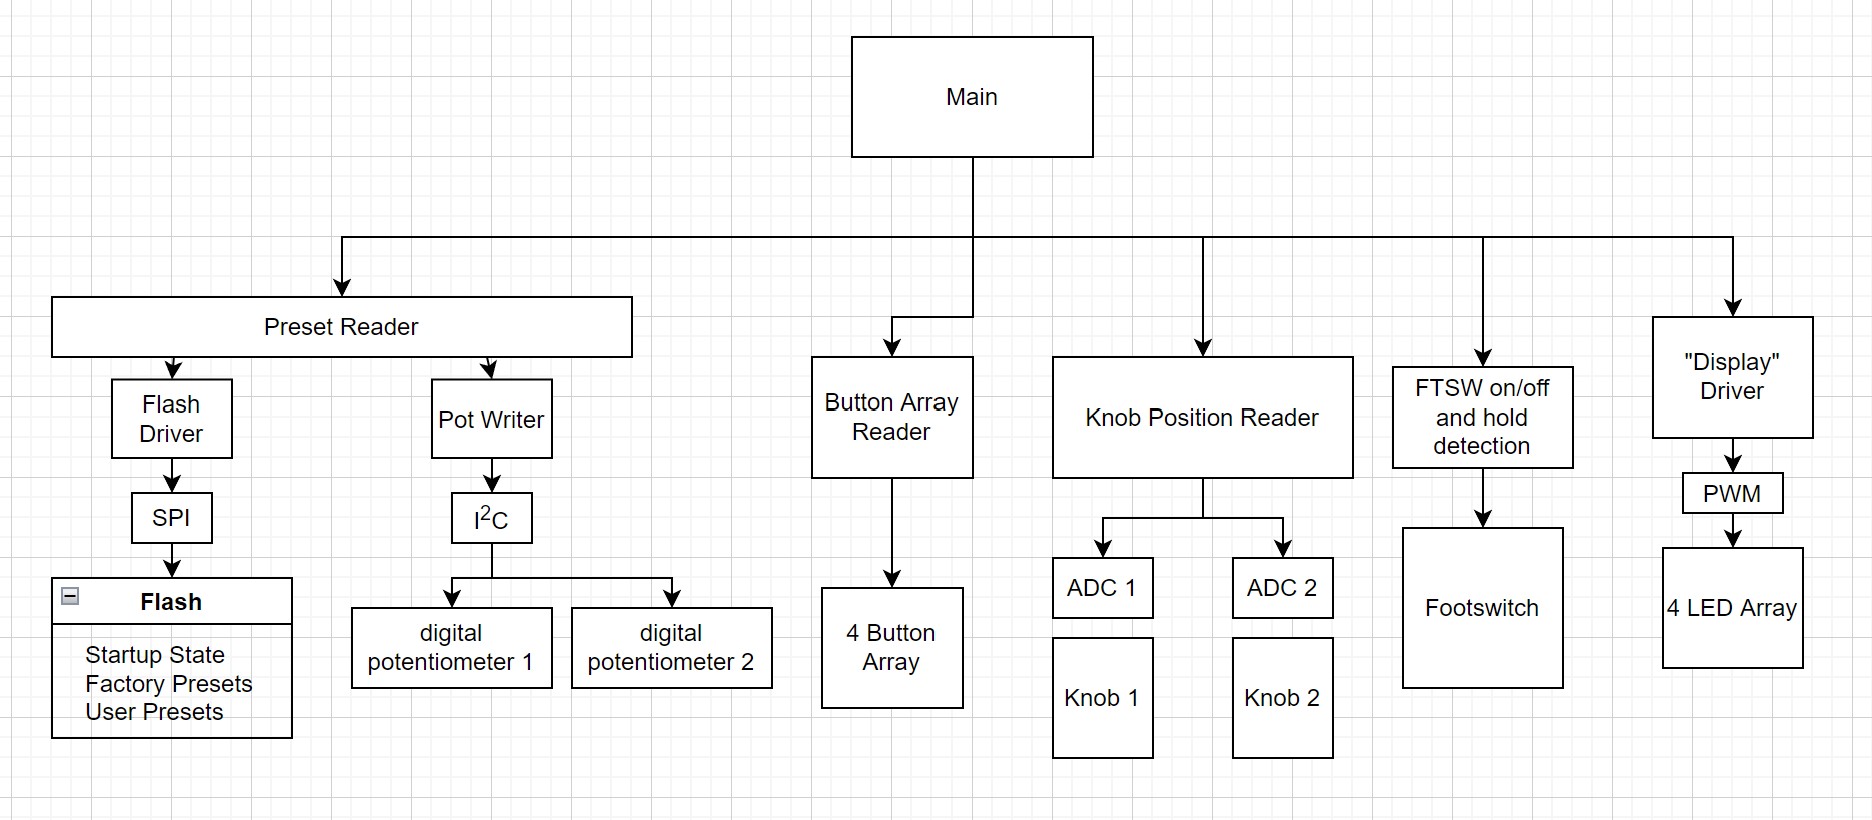 Main
Preset Reader
Flash
Driver
SPI
Flash
Startup State
Factory Presets
User Presets
Pot Writer
I²C
digital
potentiometer 1
digital
potentiometer 2
Button Array
Reader
4 Button
Array
Knob Position Reader
ADC 1
Knob 1
ADC 2
Knob 2
FTSW on/off
and hold
detection
Footswitch
"Display"
Driver
PWM
4 LED Array